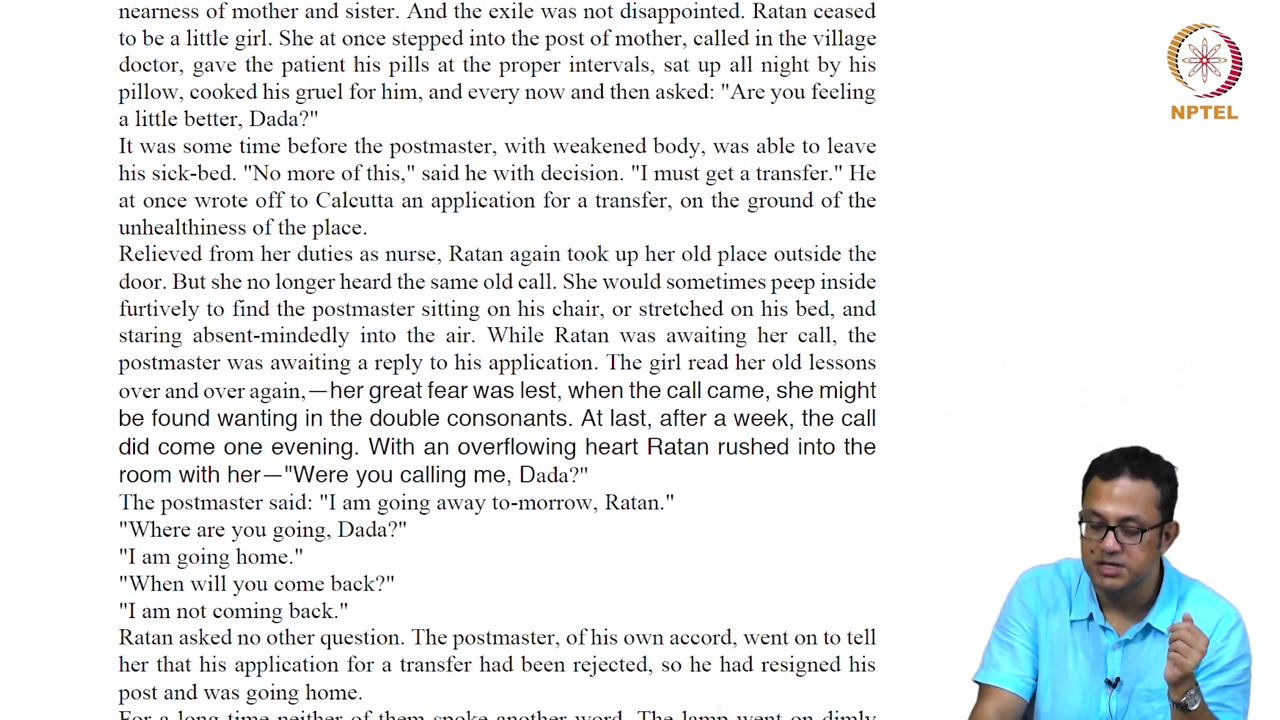 nearness of mother and sister. And the exile was not disappointed. Ratan ceased
to be a little girl. She at once stepped into the post of mother, called in the village
doctor, gave the patient his pills at the proper intervals, sat up all night by his
pillow, cooked his gruel for him, and every now and then asked: "Are you feeling
a little better, Dada?"
It was some time before the postmaster, with weakened body, was able to leave
his sick-bed. "No more of this," said he with decision. "I must get a transfer." He
at once wrote off to Calcutta an application for a transfer, on the ground of the
unhealthiness of the place.
Relieved from her duties as nurse, Ratan again took up her old place outside the
door. But she no longer heard the same old call. She would sometimes peep inside
furtively to find the postmaster sitting on his chair, or stretched on his bed, and
staring absent-mindedly into the air. While Ratan was awaiting her call, the
postmaster was awaiting a reply to his application. The girl read her old lessons
over and over again,—her great fear was lest, when the call came, she might
be found wanting in the double consonants. At last, after a week, the call
did come one evening. With an overflowing heart Ratan rushed into the
room with her—"Were you calling me, Dada?"
The postmaster said: "I am going away to-morrow, Ratan."
"Where are you going, Dada?"
"I am going home."
"When will you come back?"
"I am not coming back."
Ratan asked no other question. The postmaster, of his own accord, went on to tell
her that his application for a transfer had been rejected, so he had resigned his
post and was going home.
For a long time neither of them spoke another word. The lamp went on dimly
NPTEL